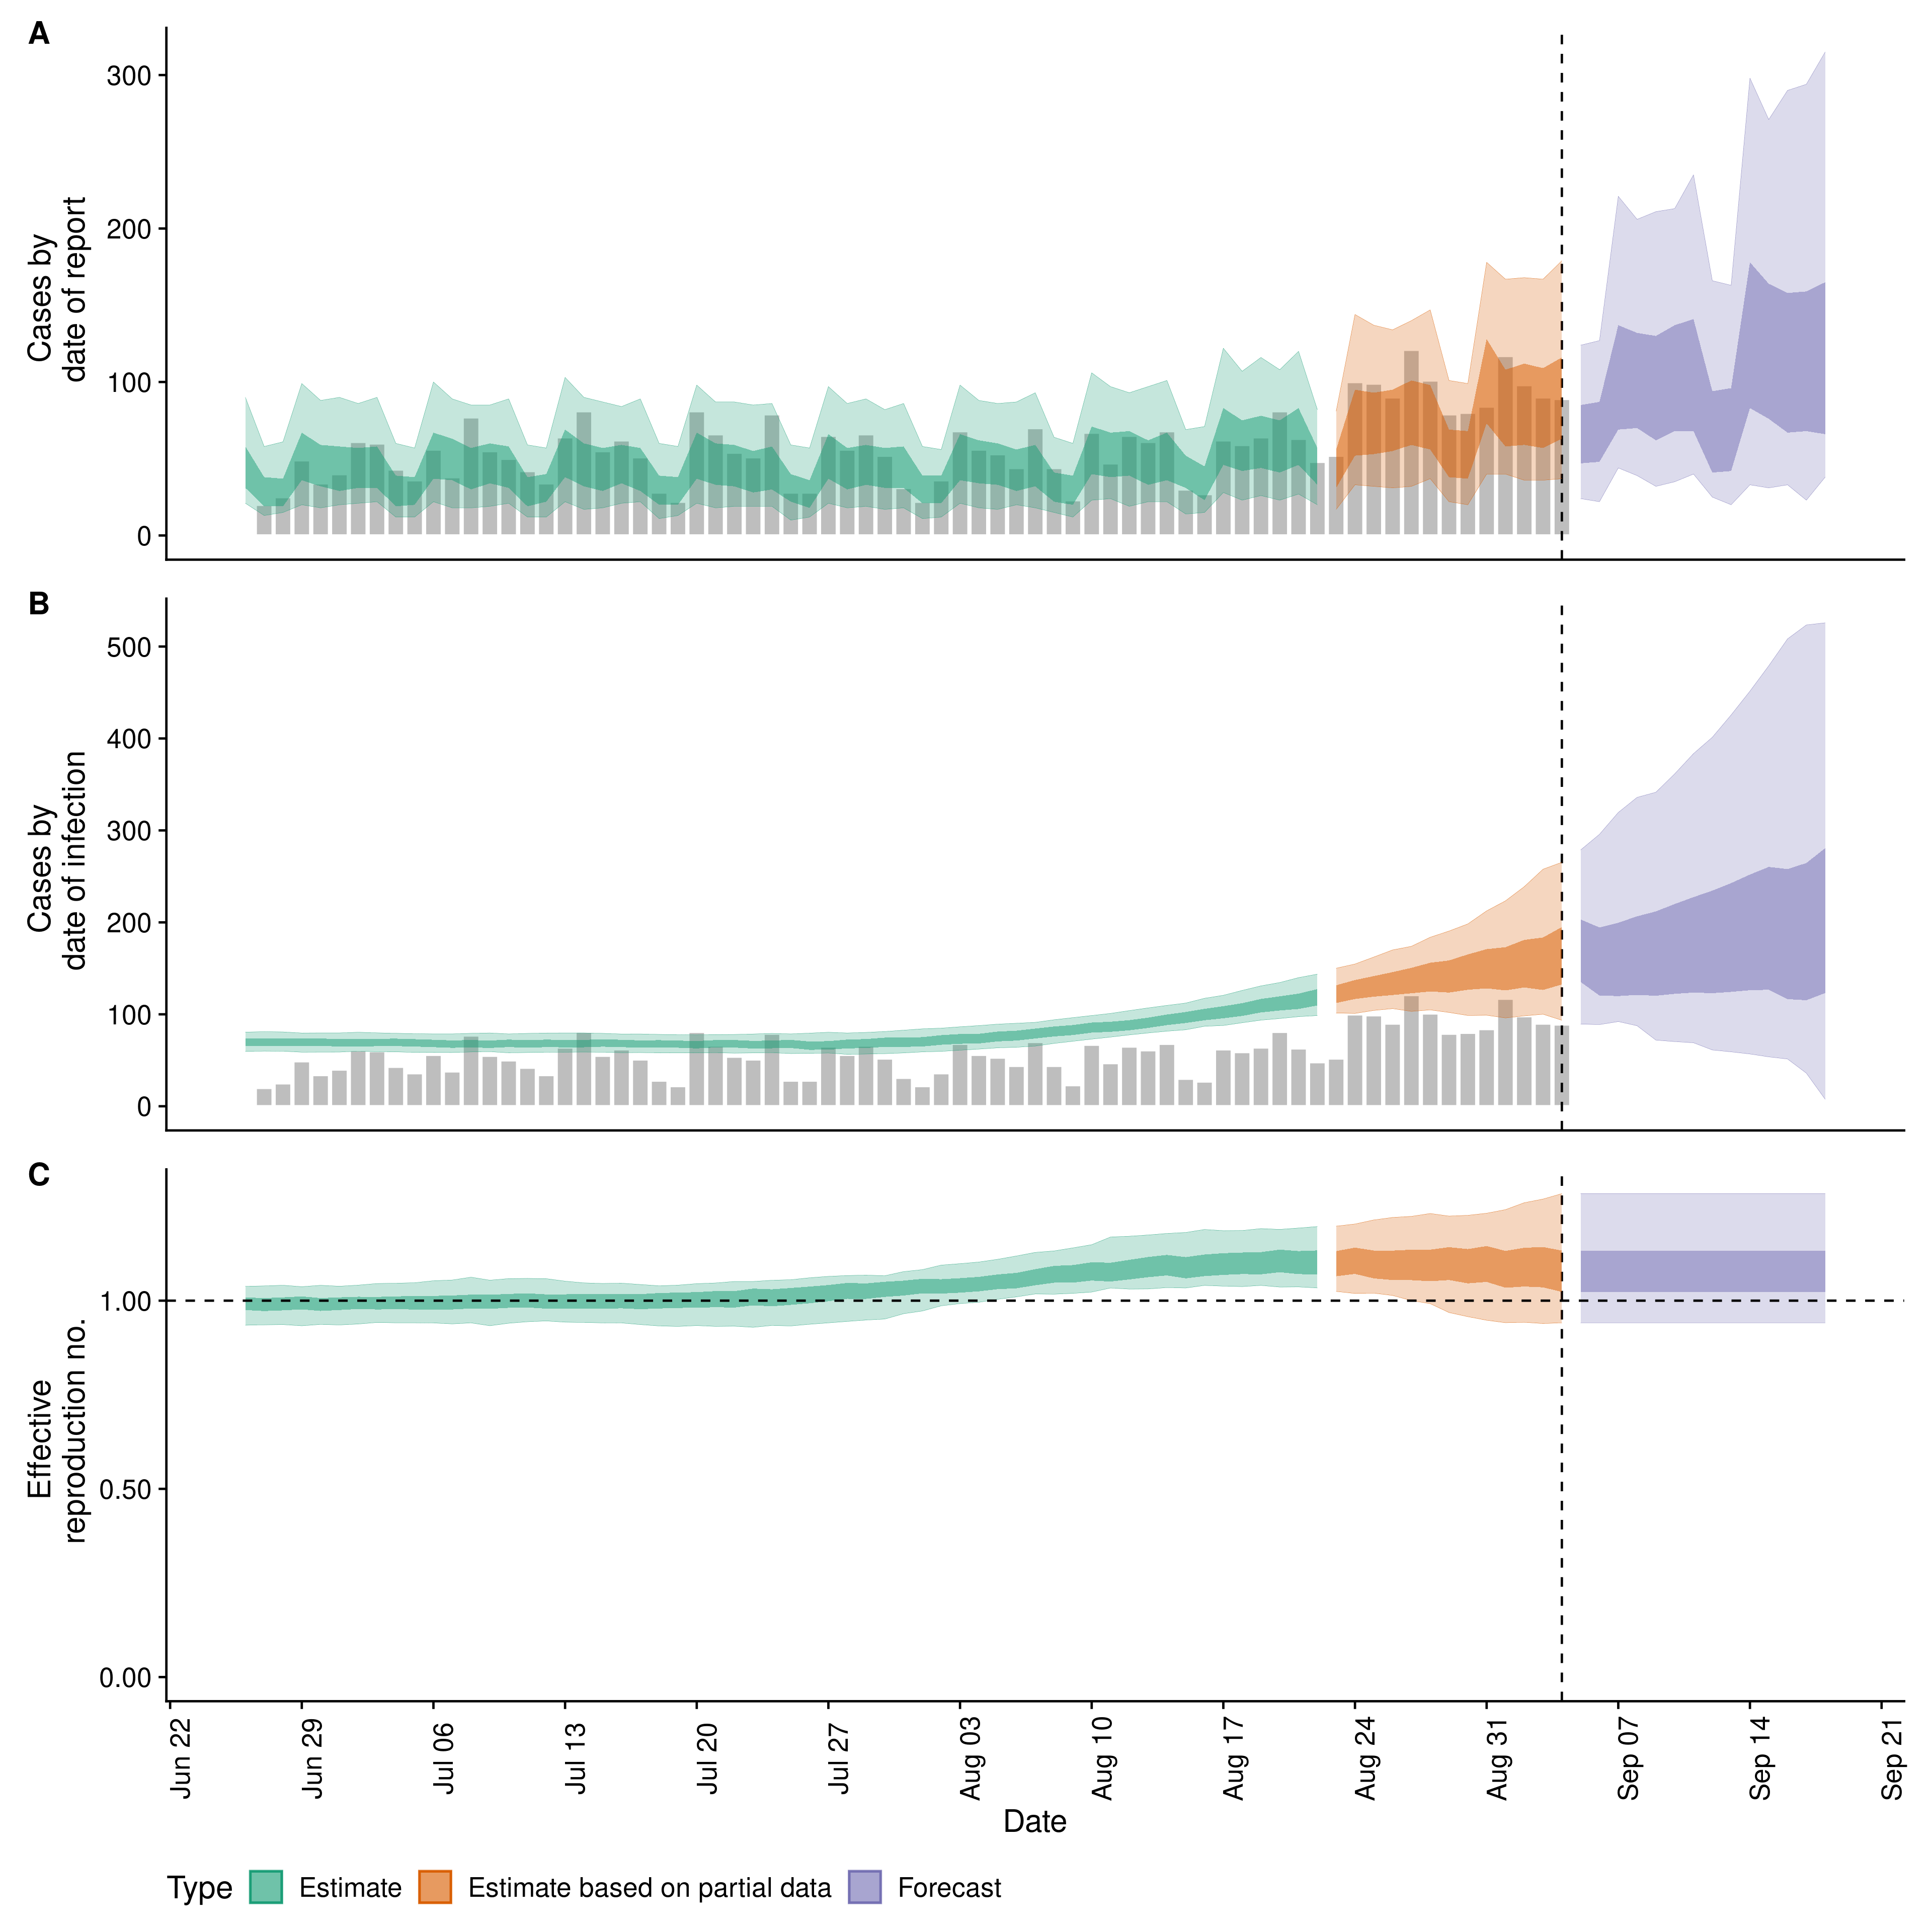 A
300
200
100
0
Cases by
date of report
B
500
400
300
200
100
0
Cases by
date of infection
C
1.00
0.50
0.00
Effective
reproduction no.
Jun 22
Jun 29
Jul 06
Jul 13
Jul 20
Jul 27
Aug 03
Aug 10
Aug 17
Aug 24
Aug 31
Sep 07
Sep 14
Sep 21
Date
Type Estimate Estimate based on partial data Forecast